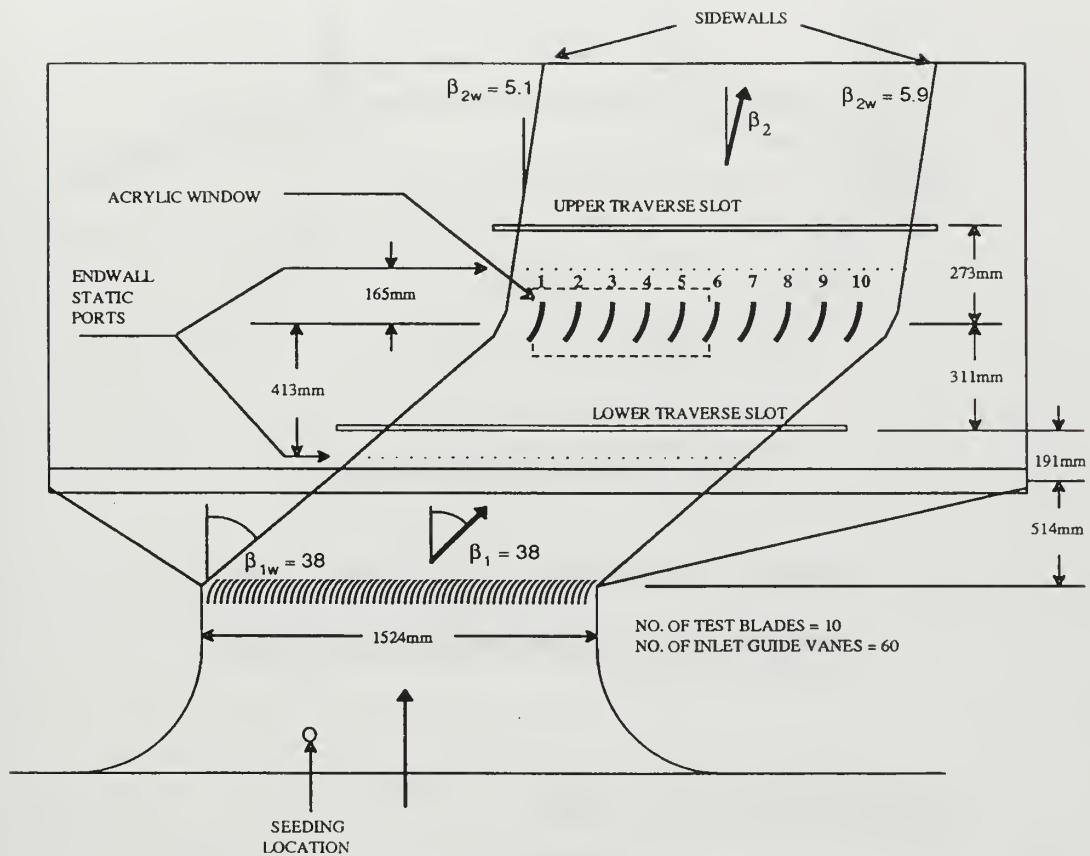 SIDEWALLS
β2w = 5.1
β2w = 5.9
β2
ACRYLIC WINDOW
UPPER TRAVERSE SLOT
ENDWALL
STATIC
PORTS
165mm
1 2 3 4 5 6 7 8 9 10
273mm
413mm
311mm
LOWER TRAVERSE SLOT
191mm
514mm
β1w = 38
β1 = 38
1524mm
NO. OF TEST BLADES = 10
NO. OF INLET GUIDE VANES = 60
SEEDING
LOCATION